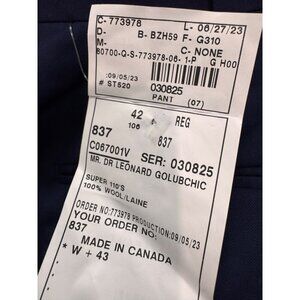 C- 773978 L- 06/27/23
D- B- BZH59 F- G310
M- C- NONE
80700-Q-S-773978-06- 1-P G H00
:09/05/23 030825
# ST520 PANT (07)
42 REG
106
837 837
C067001V SER: 030825
MR. DR LEONARD GOLUBCHIC
SUPER 110'S
100% WOOL/LAINE
ORDER NO:773978 PRODUCTION:09/05/23
YOUR ORDER NO:
837
MADE IN CANADA
* W + 43